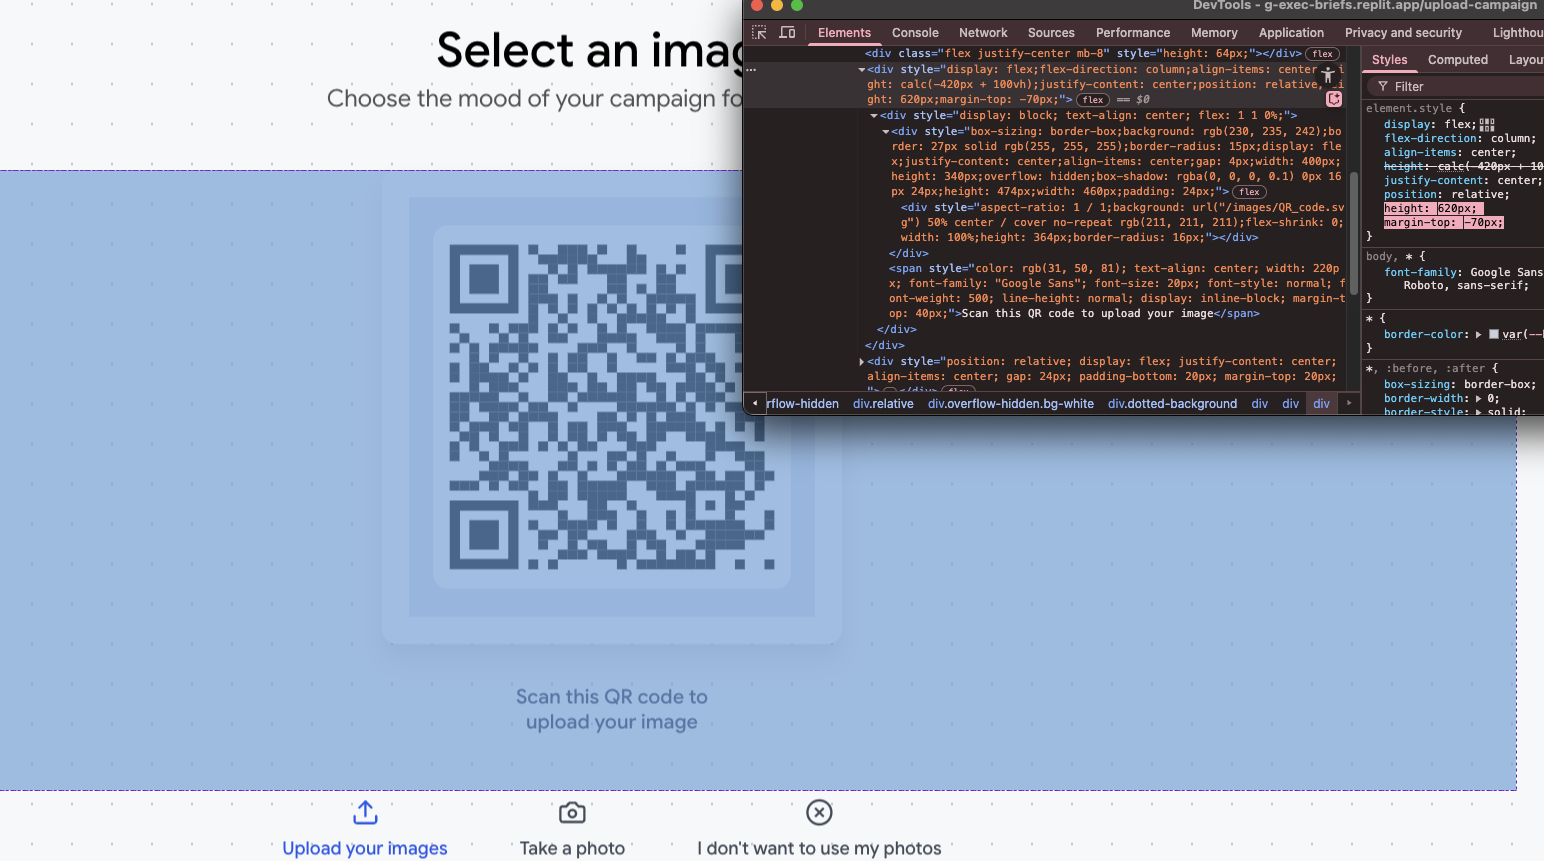 Select an imag
Choose the mood of your campaign fo
Scan this QR code to
upload your image
Upload your images
Take a photo
I don't want to use my photos
DevTools - g-exec-briefs.replit.app/upload-campaign
Elements Console Network Sources Performance Memory Application Privacy and security Lighthou
<div class="flex justify-center mb-8" style="height: 64px;"></div> flex
<div style="display: flex;flex-direction: column;align-items: center
ght: calc(-420px + 100vh);justify-content: center;position: relative;
ght: 620px;margin-top: -70px;"> flex == $0
<div style="display: block; text-align: center; flex: 1 1 0%;">
<div style="box-sizing: border-box;background: rgb(230, 235, 242);bo
rder: 27px solid rgb(255, 255, 255);border-radius: 15px;display: fle
x;justify-content: center;align-items: center;gap: 4px;width: 400px;
height: 340px;overflow: hidden;box-shadow: rgba(0, 0, 0, 0.1) 0px 16
px 24px;height: 474px;width: 460px;padding: 24px;"> flex
<div style="aspect-ratio: 1 / 1;background: url("/images/QR_code.sv
g") 50% center / cover no-repeat rgb(211, 211, 211);flex-shrink: 0;
width: 100%;height: 364px;border-radius: 16px;"></div>
</div>
<span style="color: rgb(31, 50, 81); text-align: center; width: 220p
x; font-family: "Google Sans"; font-size: 20px; font-style: normal; f
ont-weight: 500; line-height: normal; display: inline-block; margin-t
op: 40px;">Scan this QR code to upload your image</span>
</div>
</div>
<div style="position: relative; display: flex; justify-content: center;
align-items: center; gap: 24px; padding-bottom: 20px; margin-top: 20px;
rflow-hidden div.relative div.overflow-hidden.bg-white div.dotted-background div div div
Styles Computed Layou
Filter
element.style {
display: flex;
flex-direction: column;
align-items: center;
height: calc(-420px + 10
justify-content: center;
position: relative;
height: 620px;
margin-top: -70px;
}
body, * {
font-family: Google Sans
Roboto, sans-serif;
}
* {
border-color: var(--
}
*, :before, :after {
box-sizing: border-box;
border-width: 0;
border-style: solid;